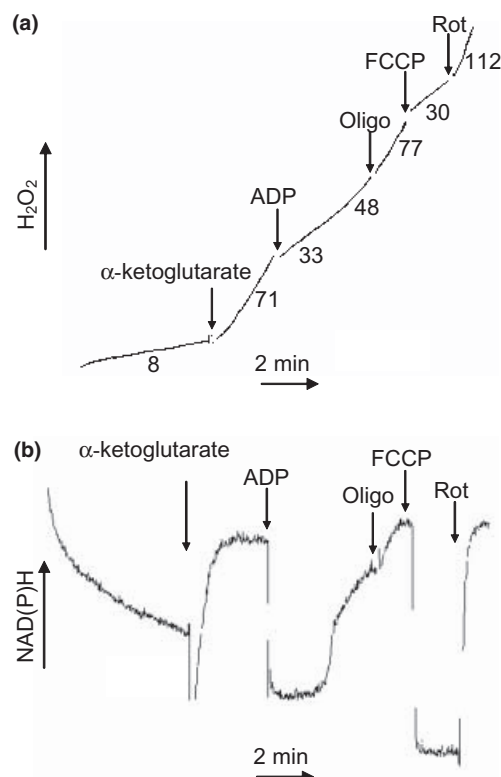 (a)
Rot
FCCP
112
30
Oligo
77
H₂O₂
ADP
48
33
α-ketoglutarate
71
8
2 min
(b)
α-ketoglutarate
FCCP
ADP
Oligo
Rot
NAD(P)H
2 min